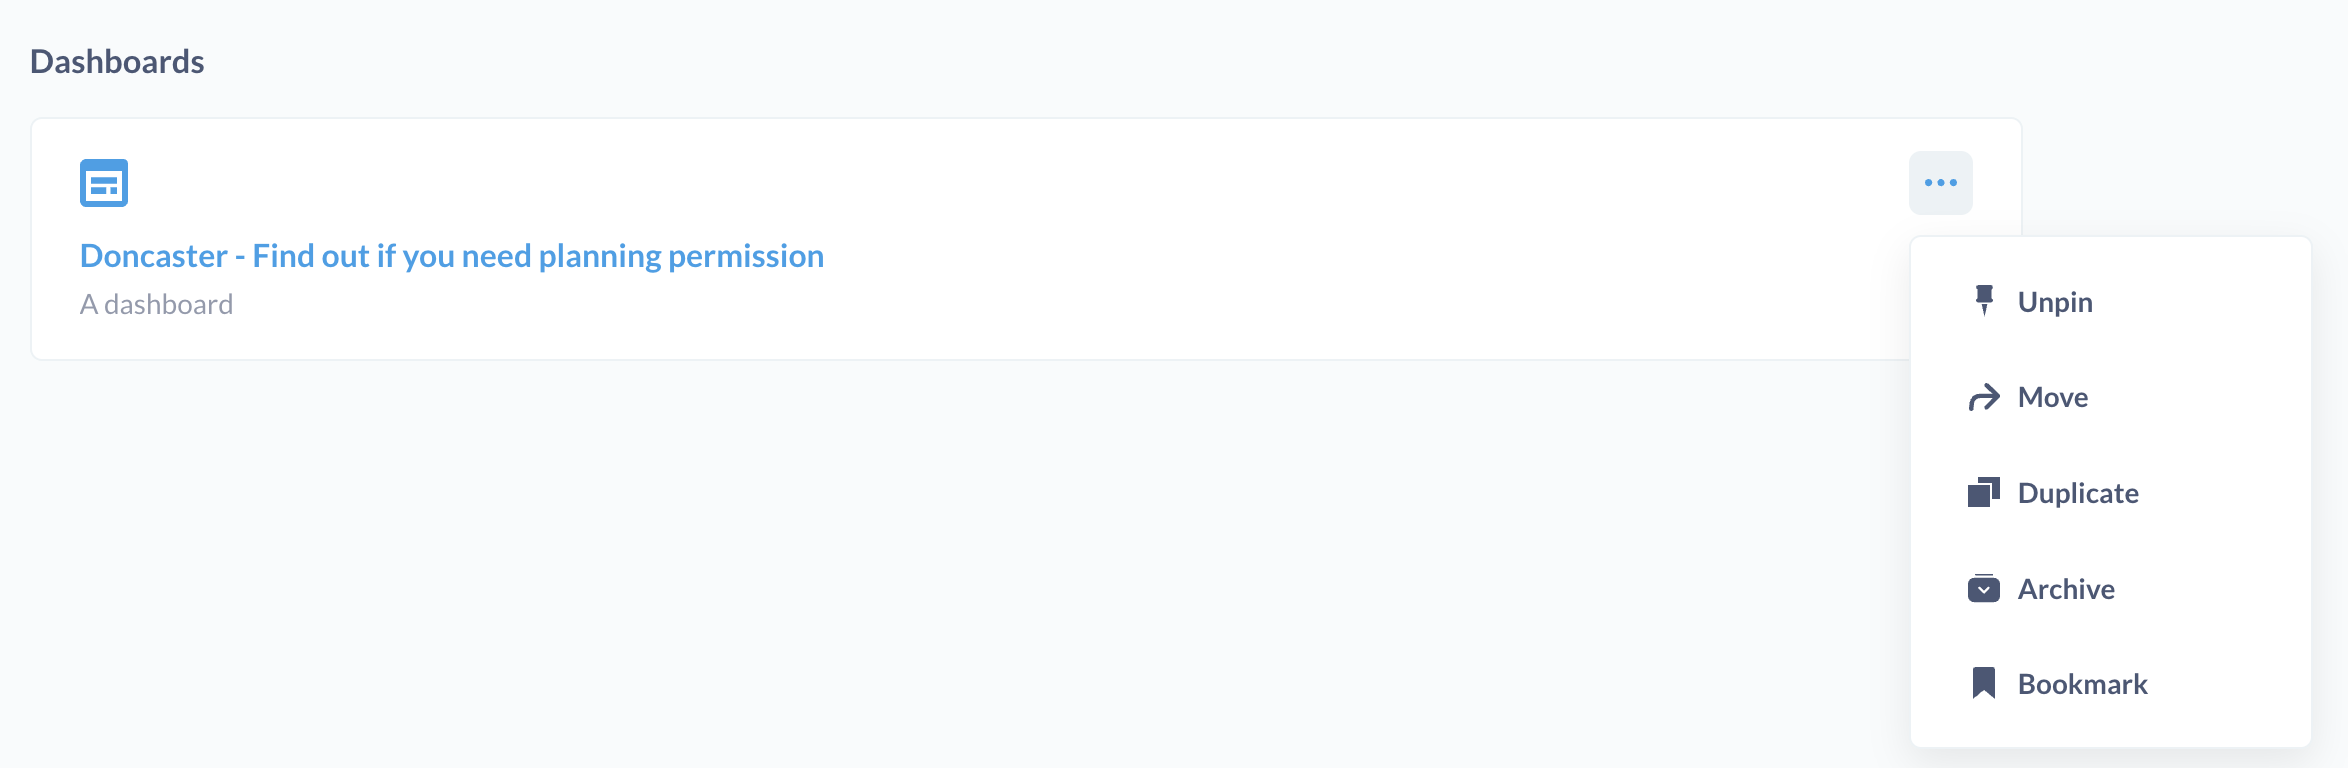 Dashboards
Doncaster - Find out if you need planning permission
A dashboard
Unpin
Move
Duplicate
Archive
Bookmark